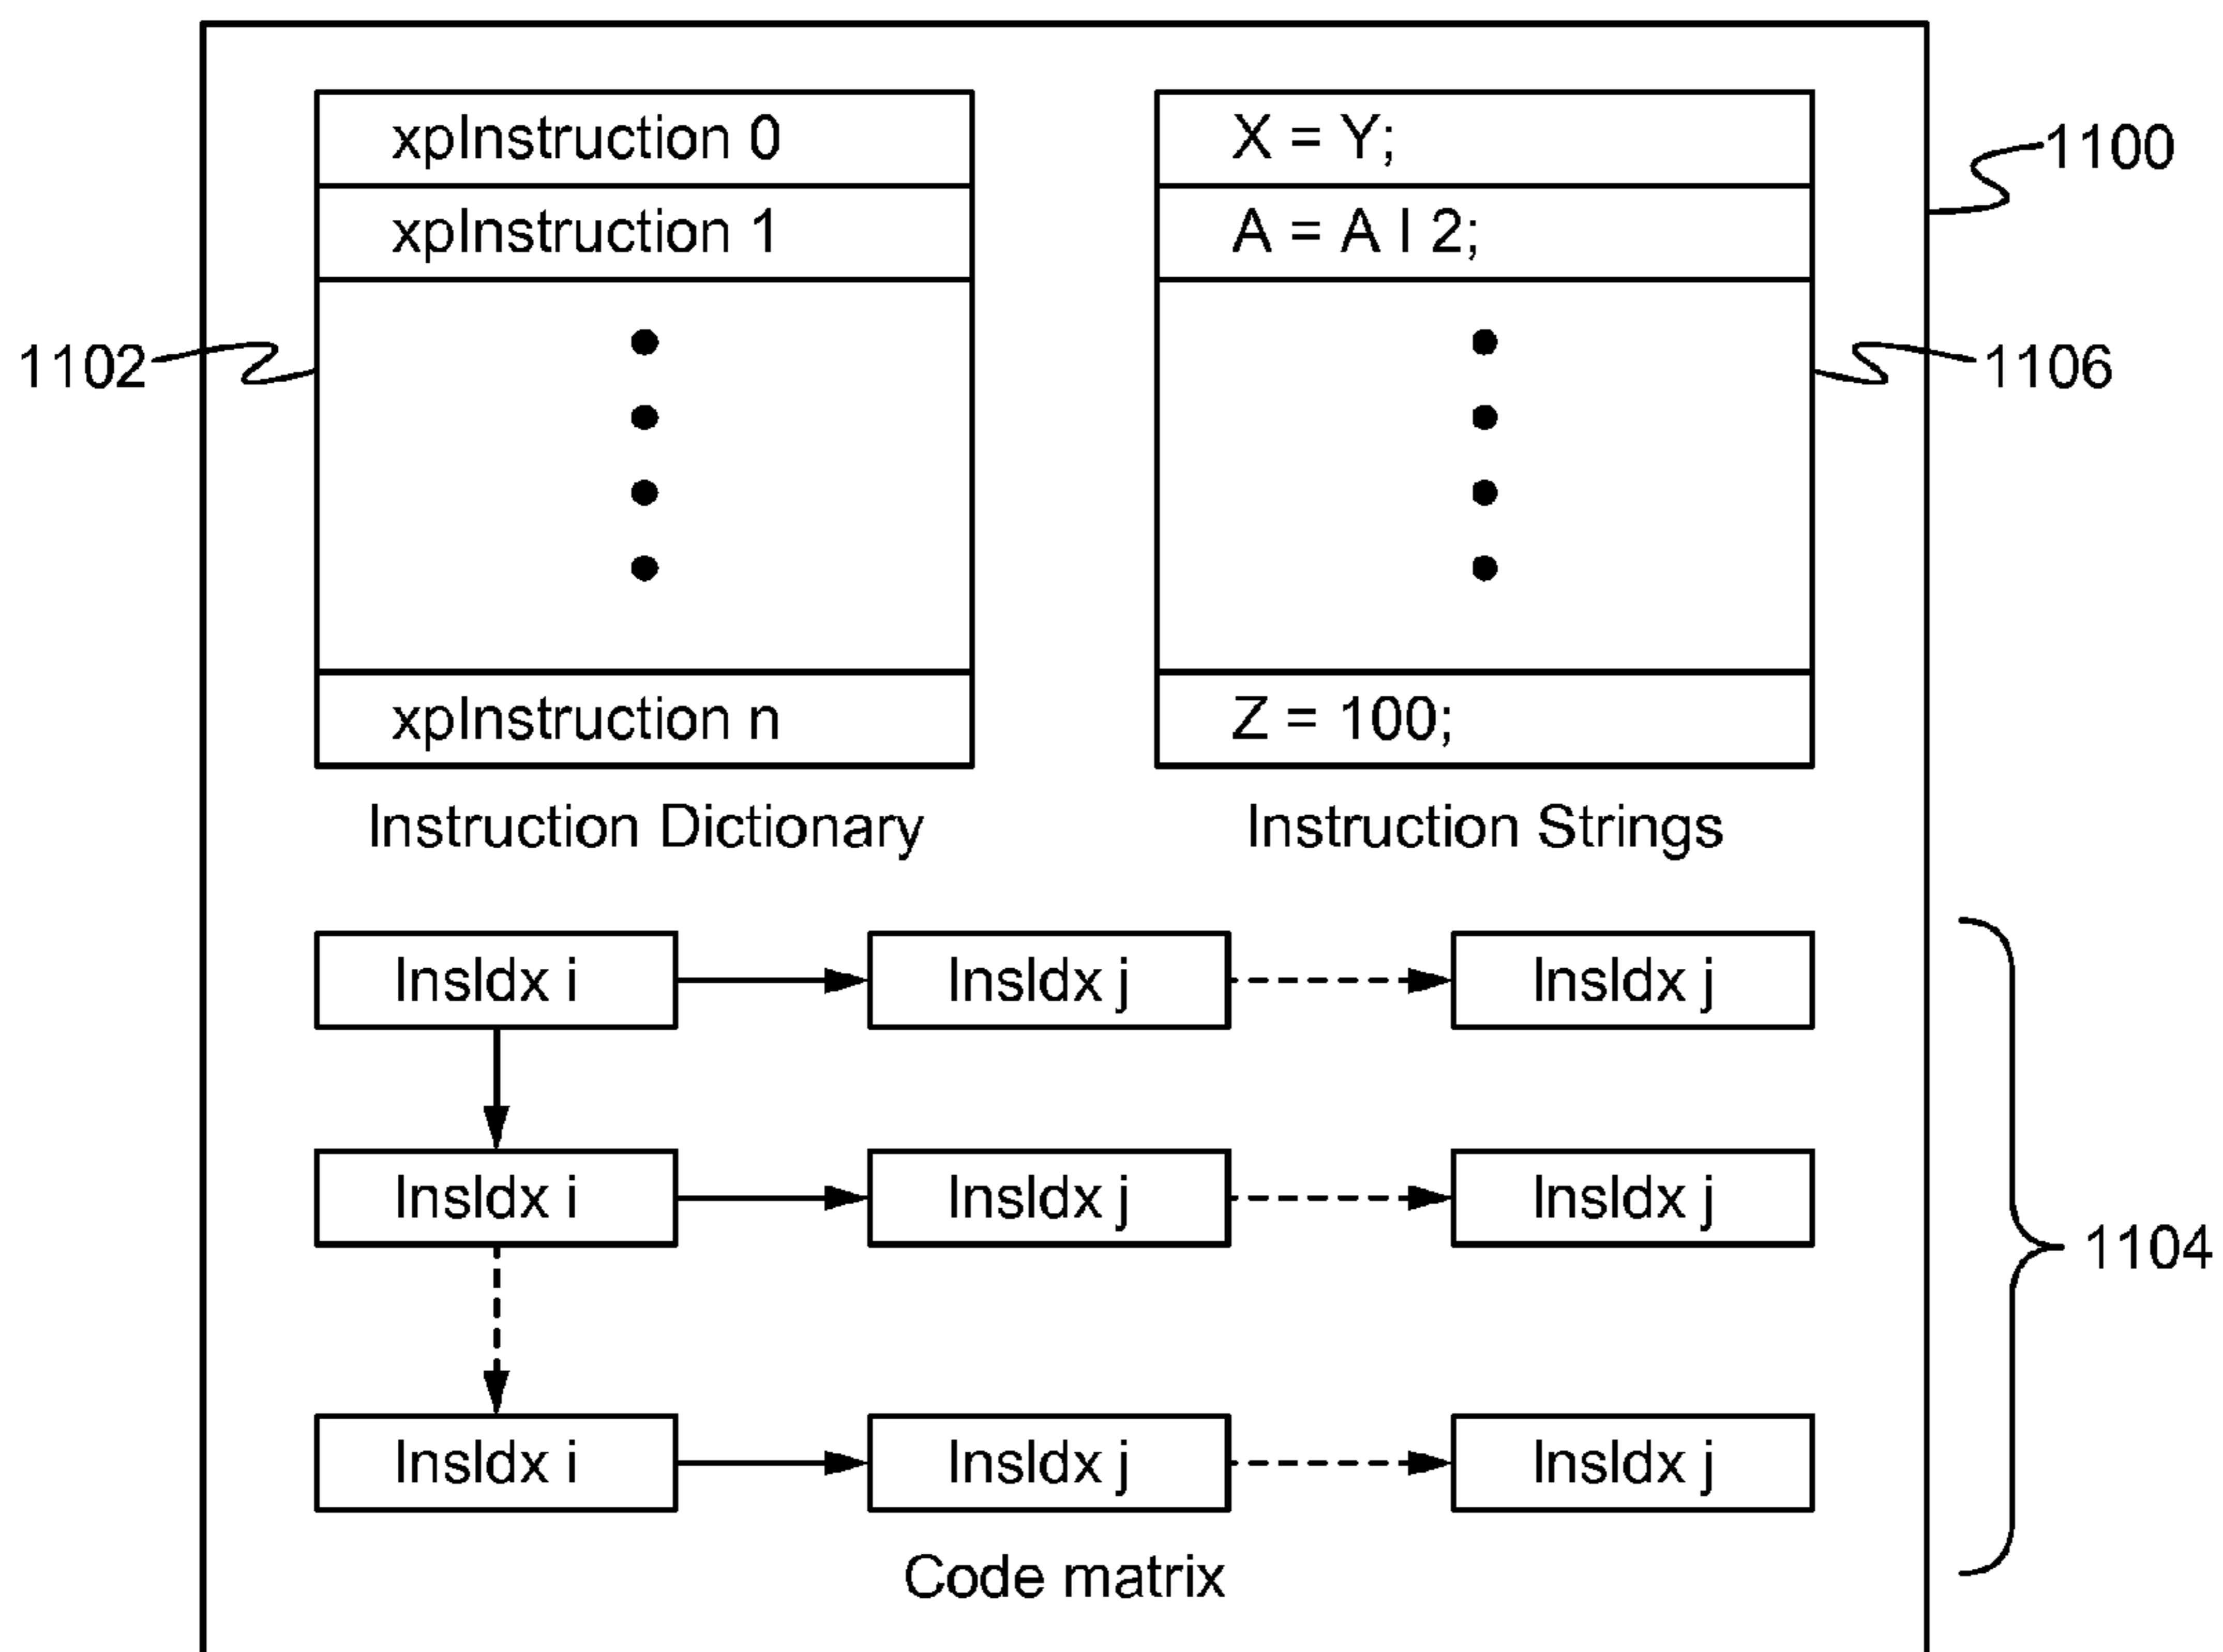 xpInstruction 0
X = Y;
1100
xpInstruction 1
A = A I 2;
1102
1106
xpInstruction n
Z = 100;
Instruction Dictionary
Instruction Strings
InsIdx i
InsIdx j
InsIdx j
InsIdx i
InsIdx j
InsIdx j
1104
InsIdx i
InsIdx j
InsIdx j
Code matrix